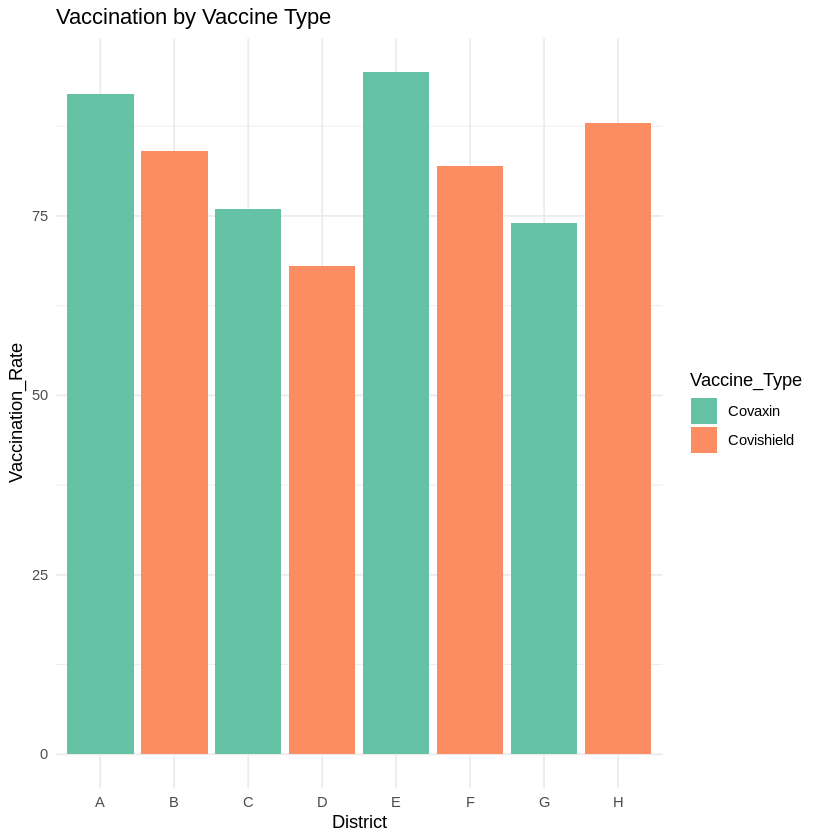 Vaccination by Vaccine Type
Vaccination_Rate
75
50
25
0
A B C D E F G H
District
Vaccine_Type
Covaxin
Covishield